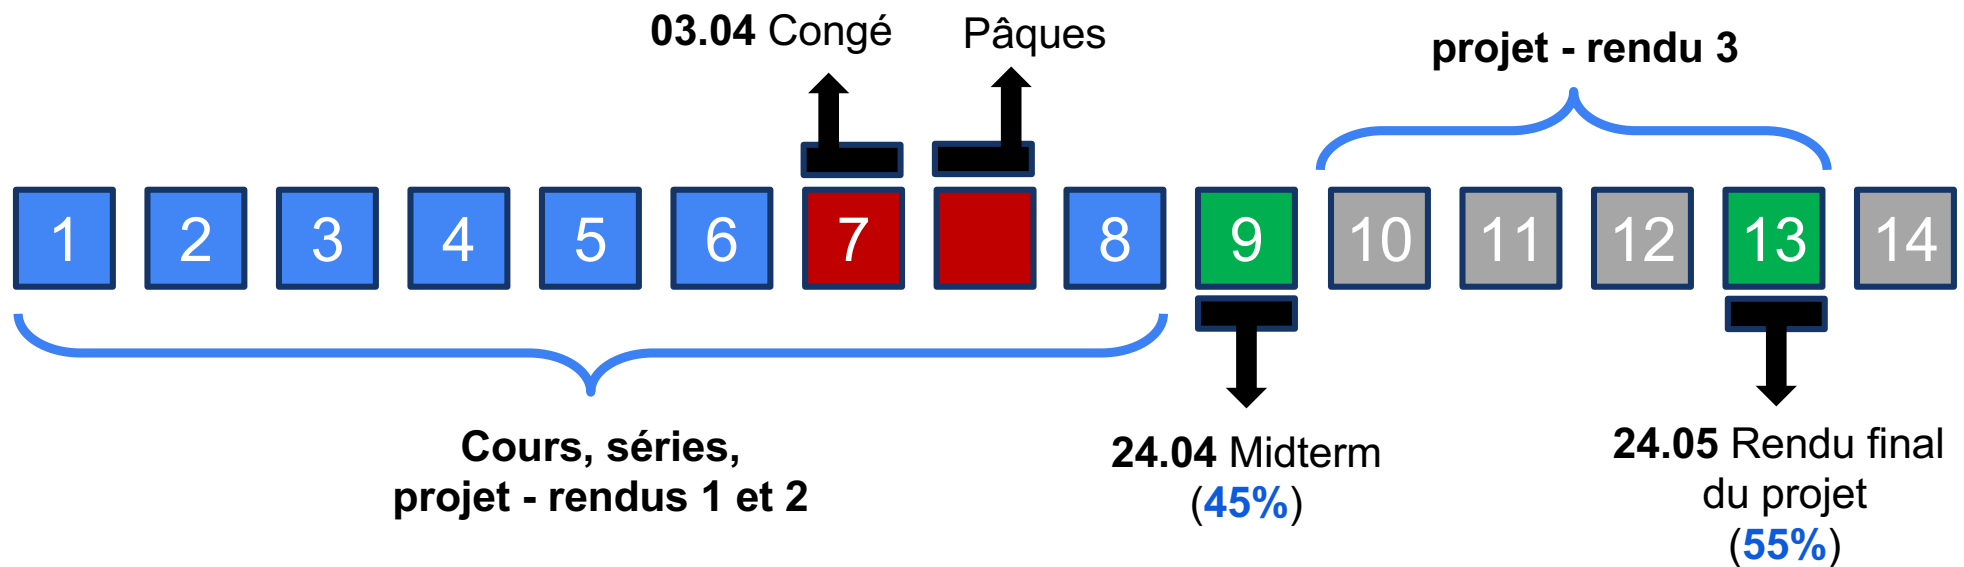 03.04 Congé
Pâques
projet - rendu 3
1 2 3 4 5 6 7 8 9 10 11 12 13 14
Cours, séries,
projet - rendus 1 et 2
24.04 Midterm
(45%)
24.05 Rendu final
du projet
(55%)